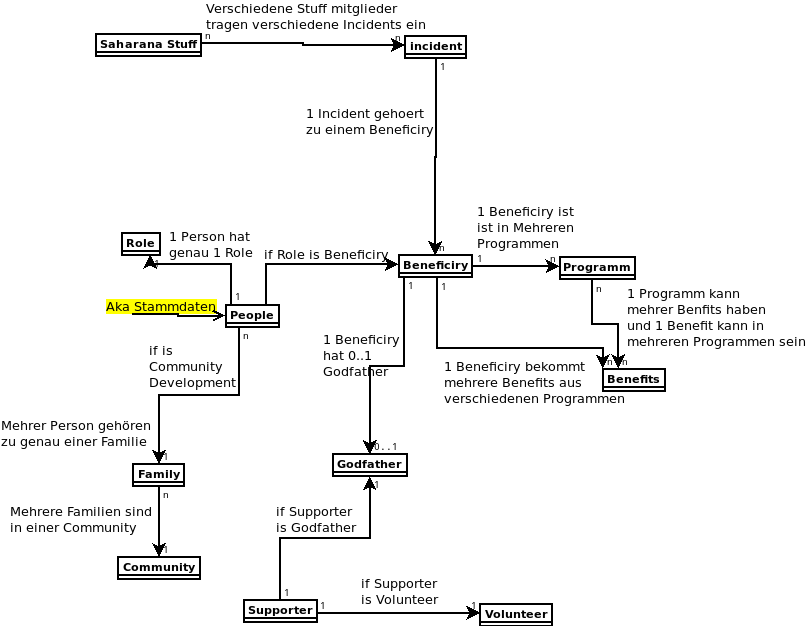 Verschiedene Stuff mitglieder
tragen verschiedene Incidents ein
Saharana Stuff
n
n
incident
1
1 Incident gehoert
zu einem Beneficiry
n
Role
1
1 Person hat
genau 1 Role
1
if Role is Beneficiry
Beneficiry
1
1 Beneficiry ist
ist in Mehreren
Programmen
n
Programm
n
Aka Stammdaten
People
n
1
1
1 Programm kann
mehrer Benfits haben
und 1 Benefit kann in
mehreren Programmen sein
1 Beneficiry
hat 0..1
Godfather
if is
Community
Development
1 Beneficiry bekommt
mehrere Benefits aus
verschiedenen Programmen
n
n
Benefits
Mehrer Person gehören
zu genau einer Familie
1
Family
n
0..1
Godfather
1
Mehrere Familien sind
in einer Community
1
Community
if Supporter
is Godfather
1
Supporter
1
if Supporter
is Volunteer
1
Volunteer